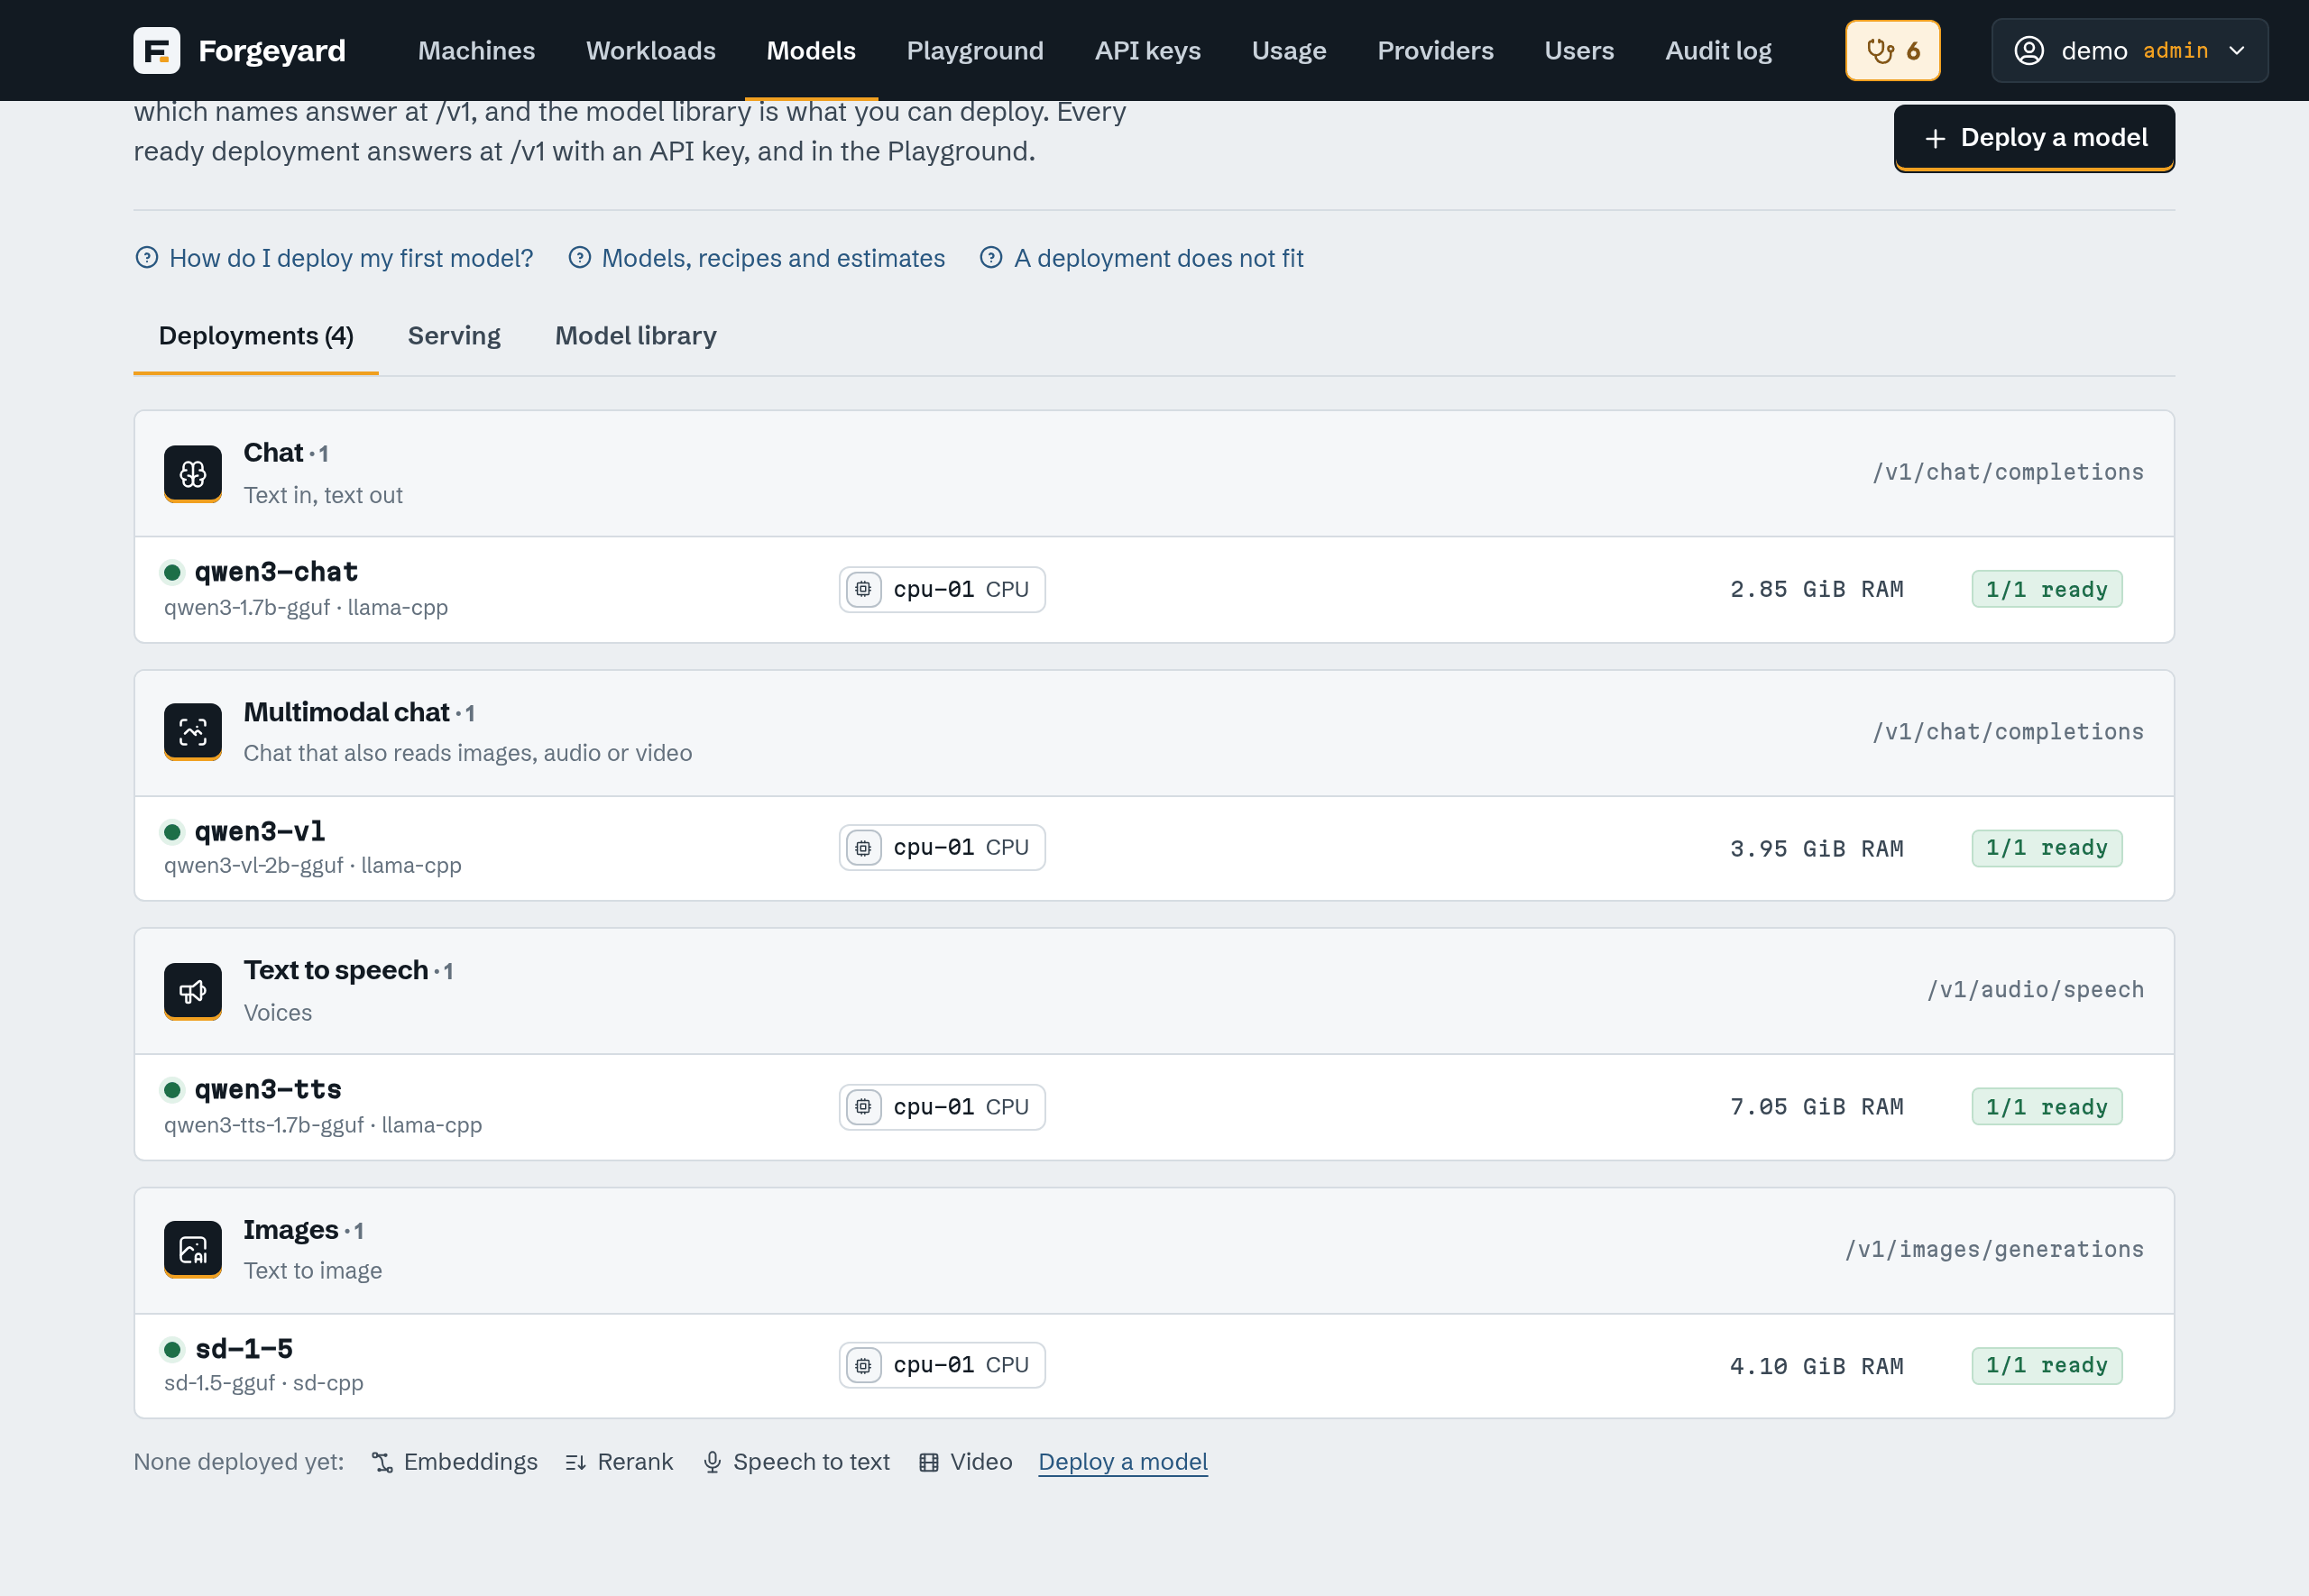 Forgeyard
Machines
Workloads
Models
Playground
API keys
Usage
Providers
Users
Audit log
6
demo admin
which names answer at /v1, and the model library is what you can deploy. Every
ready deployment answers at /v1 with an API key, and in the Playground.
+ Deploy a model
How do I deploy my first model?
Models, recipes and estimates
A deployment does not fit
Deployments (4)
Serving
Model library
Chat · 1
Text in, text out
/v1/chat/completions
qwen3-chat
qwen3-1.7b-gguf · llama-cpp
cpu-01 CPU
2.85 GiB RAM
1/1 ready
Multimodal chat · 1
Chat that also reads images, audio or video
/v1/chat/completions
qwen3-vl
qwen3-vl-2b-gguf · llama-cpp
cpu-01 CPU
3.95 GiB RAM
1/1 ready
Text to speech · 1
Voices
/v1/audio/speech
qwen3-tts
qwen3-tts-1.7b-gguf · llama-cpp
cpu-01 CPU
7.05 GiB RAM
1/1 ready
Images · 1
Text to image
/v1/images/generations
sd-1-5
sd-1.5-gguf · sd-cpp
cpu-01 CPU
4.10 GiB RAM
1/1 ready
None deployed yet: Embeddings Rerank Speech to text Video Deploy a model